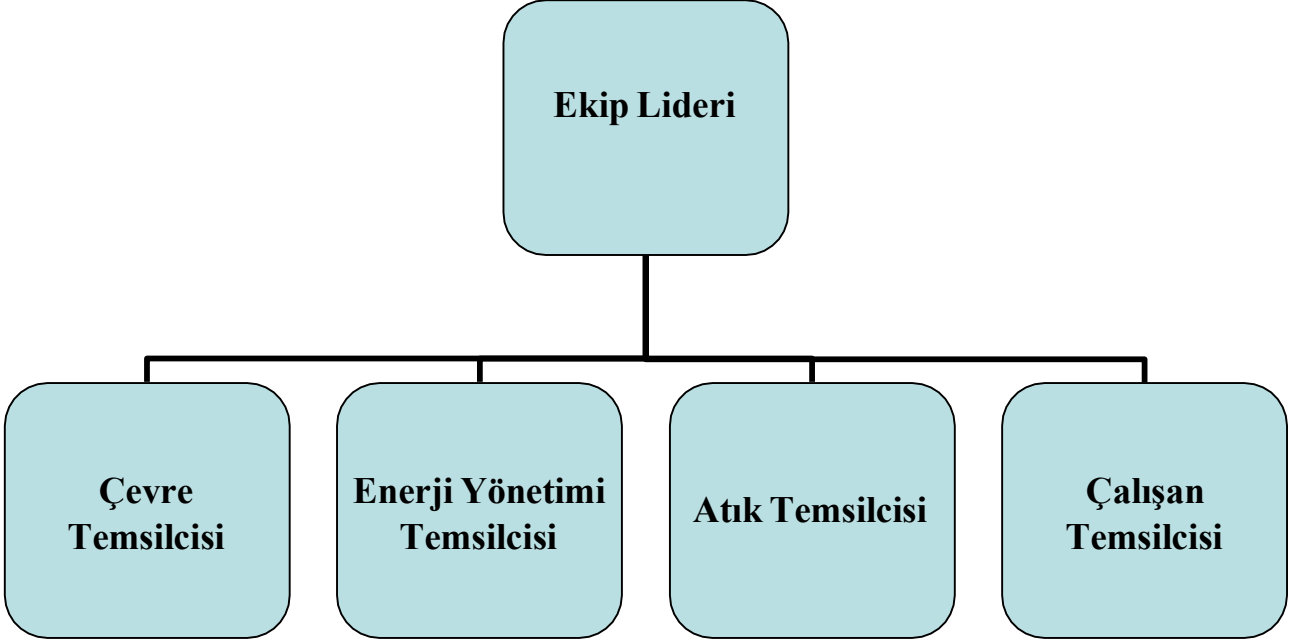 Ekip Lideri
Çevre
Temsilcisi
Enerji Yönetimi
Temsilcisi
Atık Temsilcisi
Çalışan
Temsilcisi